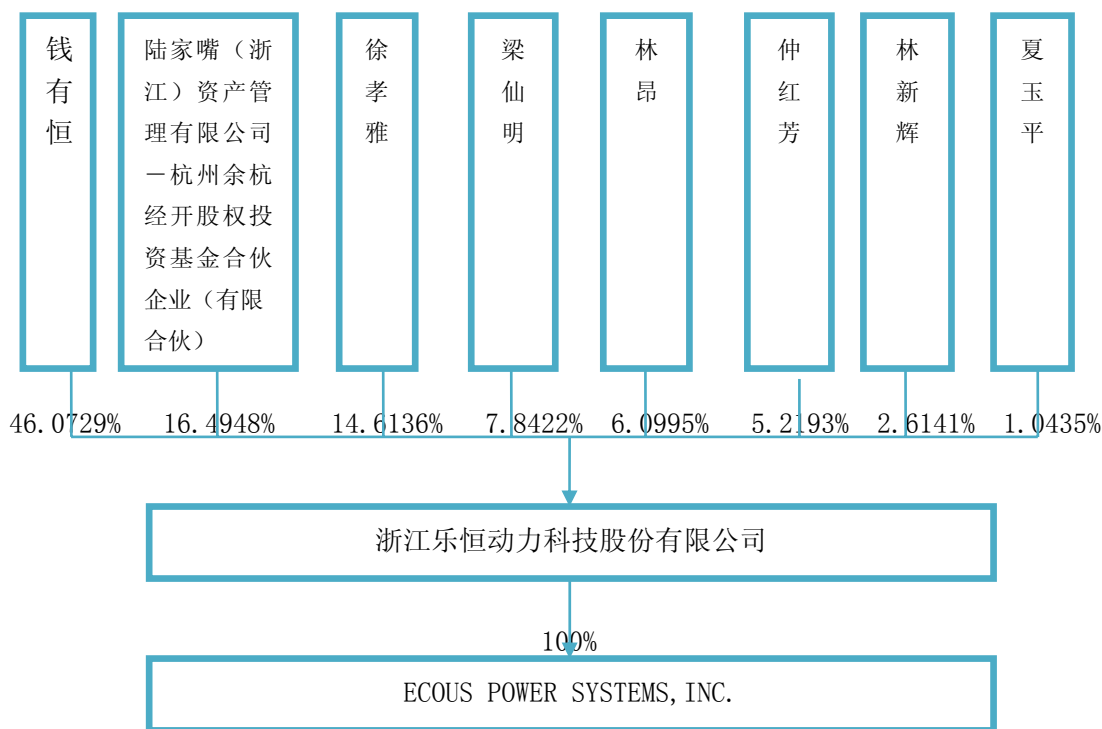 钱有恒
陆家嘴（浙
江）资产管
理有限公司
－杭州余杭
经开股权投
资基金合伙
企业（有限
合伙）
徐孝雅
梁仙明
林昂
仲红芳
林新辉
夏玉平
46.0729% 16.4948% 14.6136% 7.8422% 6.0995% 5.2193% 2.6141% 1.0435%
浙江乐恒动力科技股份有限公司
100%
ECOUS POWER SYSTEMS,INC.